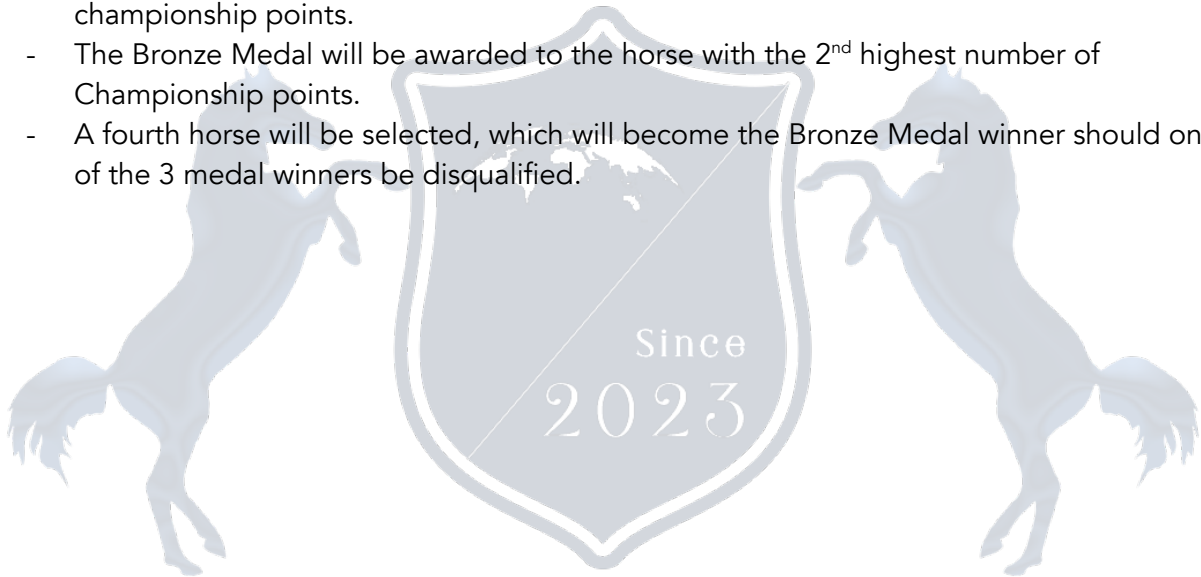 championship points.
- The Bronze Medal will be awarded to the horse with the 2nd highest number of
Championship points.
- A fourth horse will be selected, which will become the Bronze Medal winner should on
of the 3 medal winners be disqualified.
Since
2023